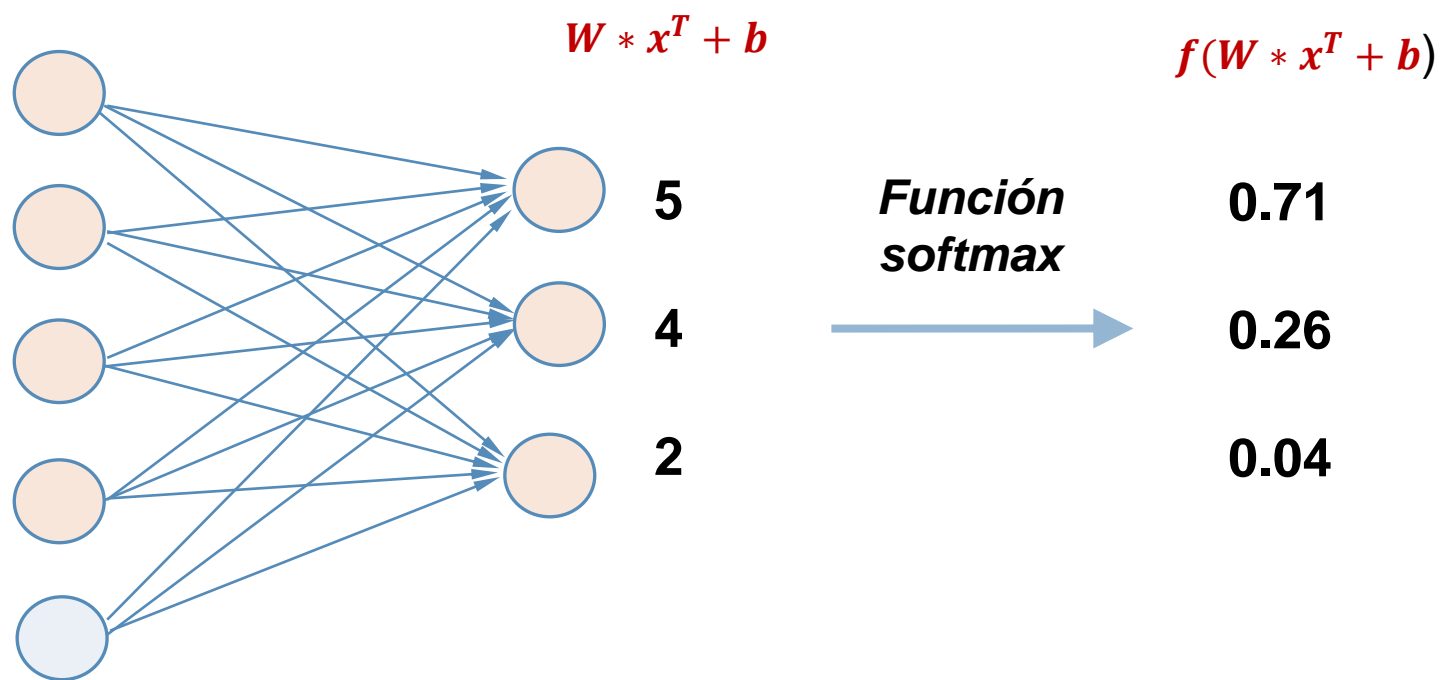 W * x^T + b
f(W * x^T + b)
5
Función
softmax
0.71
4
0.26
2
0.04